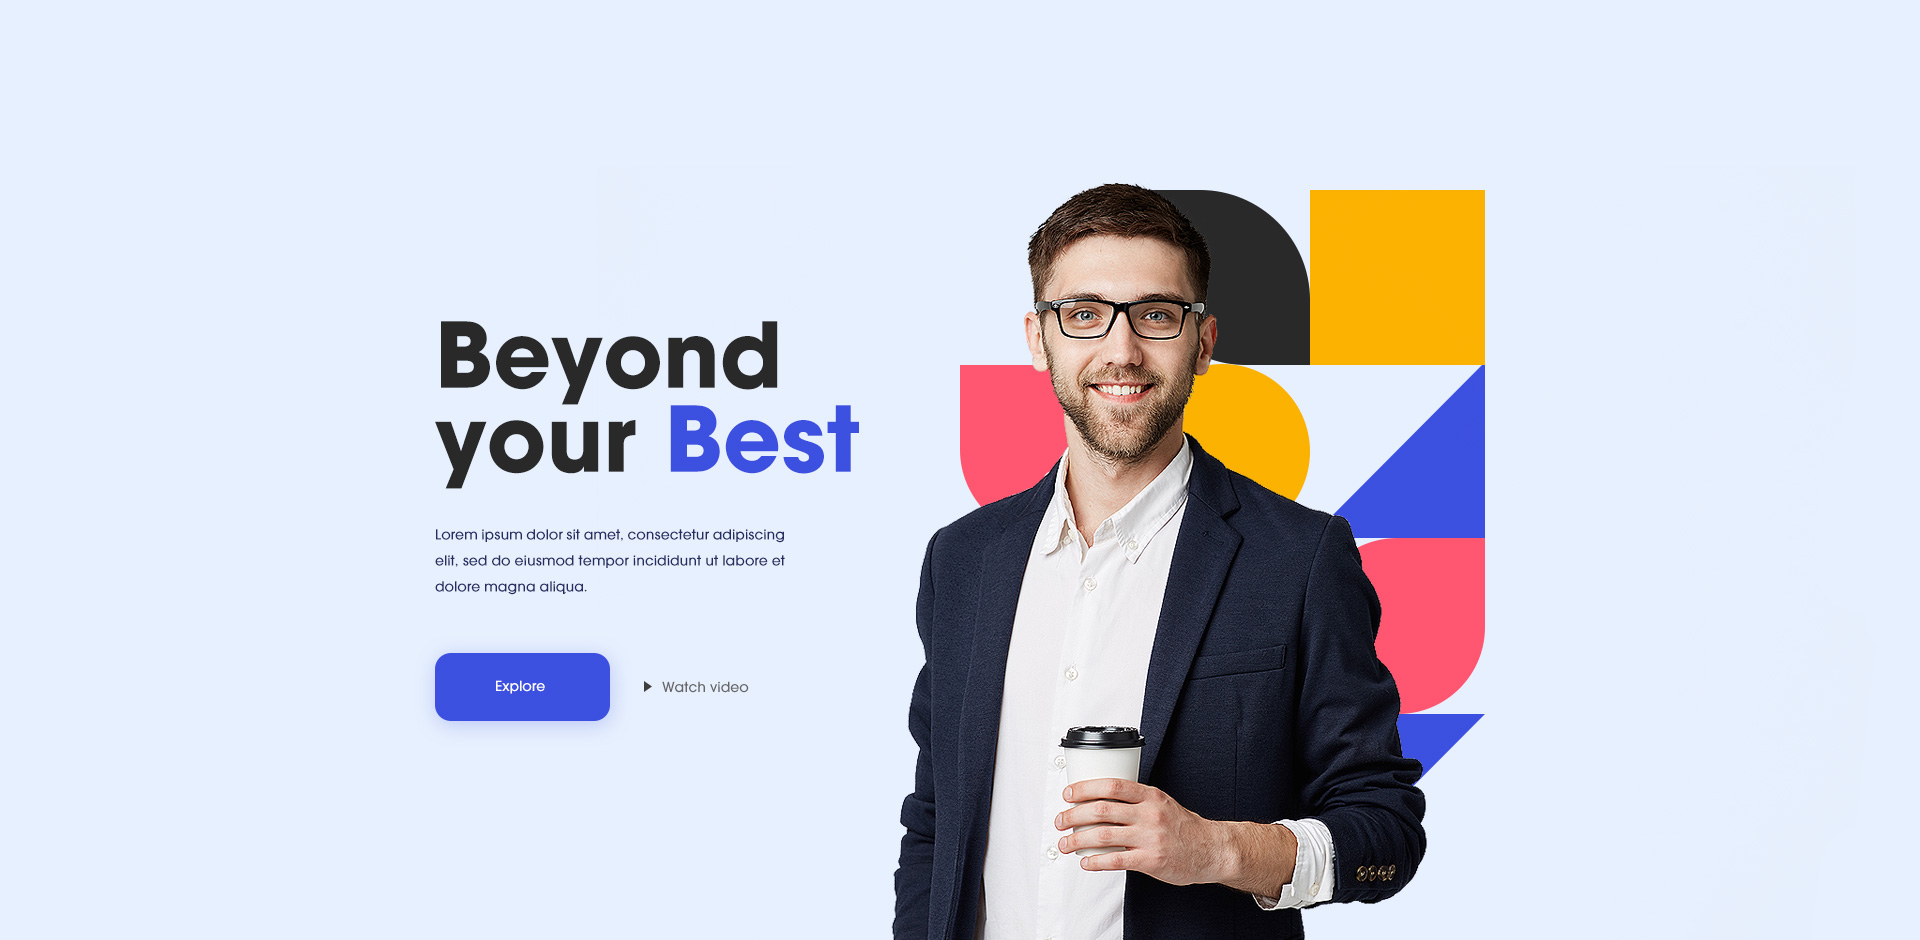 Beyond
your Best
Lorem ipsum dolor sit amet, consectetur adipiscing
elit, sed do eiusmod tempor incididunt ut labore et
dolore magna aliqua.
Explore
Watch video